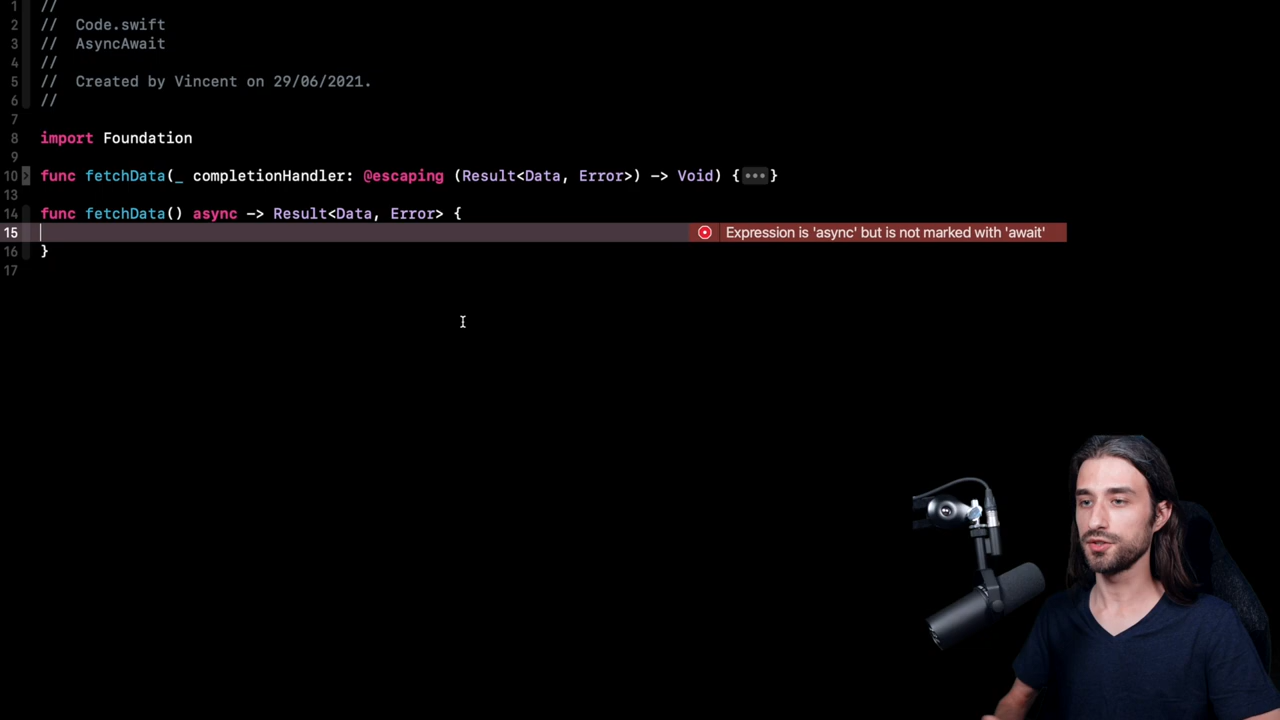 1 //
2 // Code.swift
3 // AsyncAwait
4 //
5 // Created by Vincent on 29/06/2021.
6 //
7
8 import Foundation
9
10 func fetchData(_ completionHandler: @escaping (Result<Data, Error>) -> Void) {•••}
13
14 func fetchData() async -> Result<Data, Error> {
15 Expression is 'async' but is not marked with 'await'
16 }
17